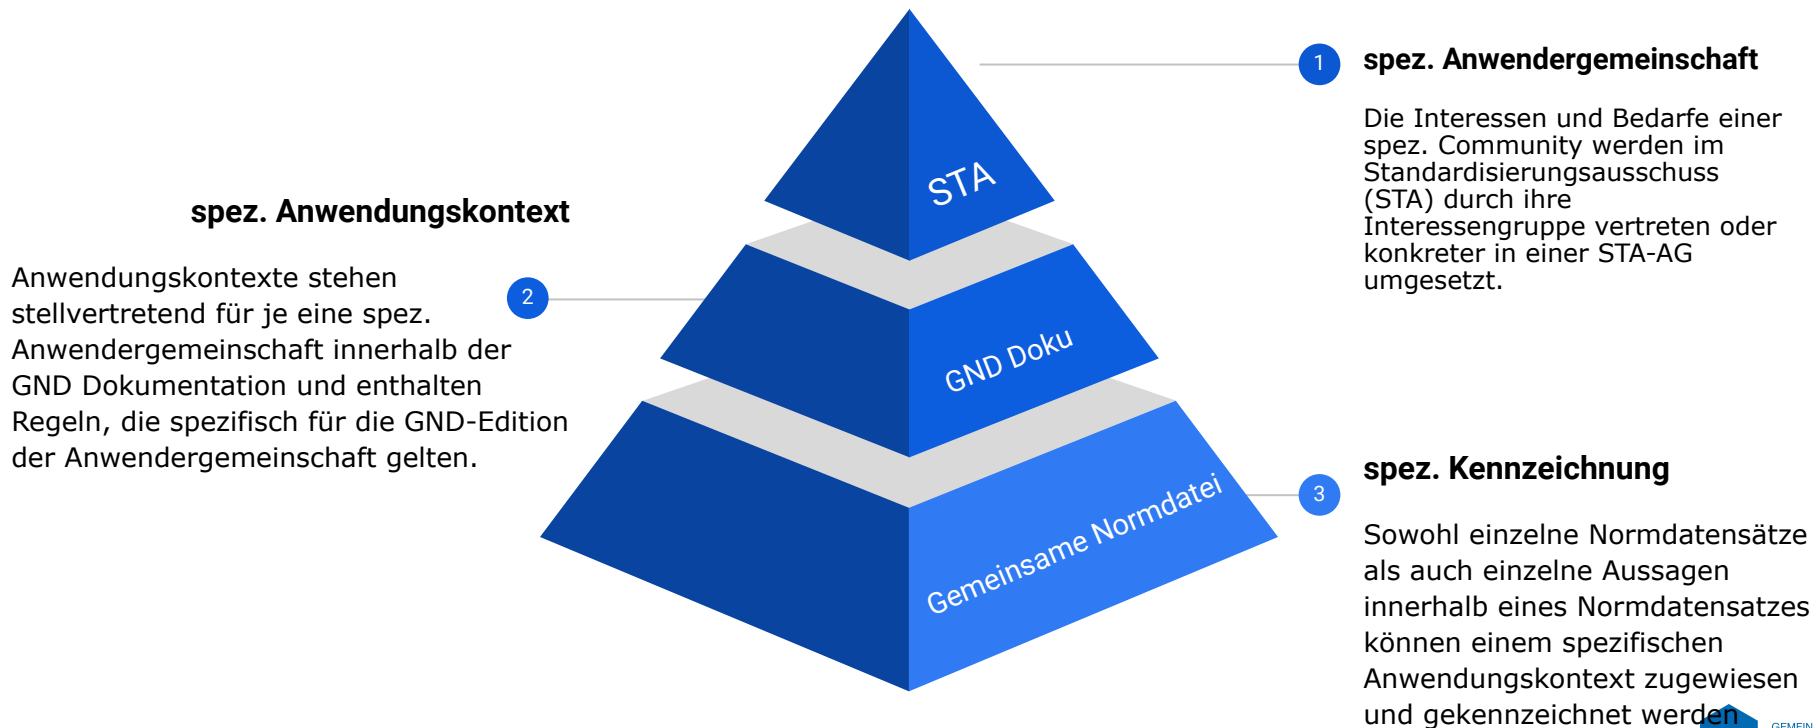 1
spez. Anwendergemeinschaft
Die Interessen und Bedarfe einer
spez. Community werden im
Standardisierungsausschuss
(STA) durch ihre
Interessengruppe vertreten oder
konkreter in einer STA-AG
umgesetzt.
STA
spez. Anwendungskontext
2
Anwendungskontexte stehen
stellvertretend für je eine spez.
Anwendergemeinschaft innerhalb der
GND Dokumentation und enthalten
Regeln, die spezifisch für die GND-Edition
der Anwendergemeinschaft gelten.
GND Doku
3
spez. Kennzeichnung
Sowohl einzelne Normdatensätze
als auch einzelne Aussagen
innerhalb eines Normdatensatzes
können einem spezifischen
Anwendungskontext zugewiesen
und gekennzeichnet werden
Gemeinsame Normdatei